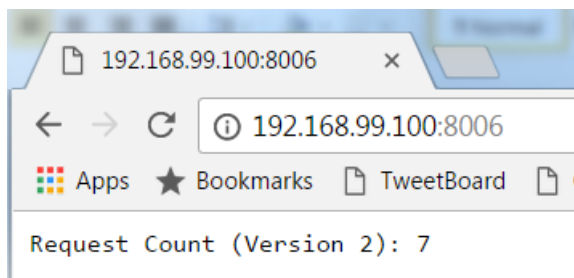 192.168.99.100:8006
192.168.99.100:8006
Apps Bookmarks TweetBoard
Request Count (Version 2): 7